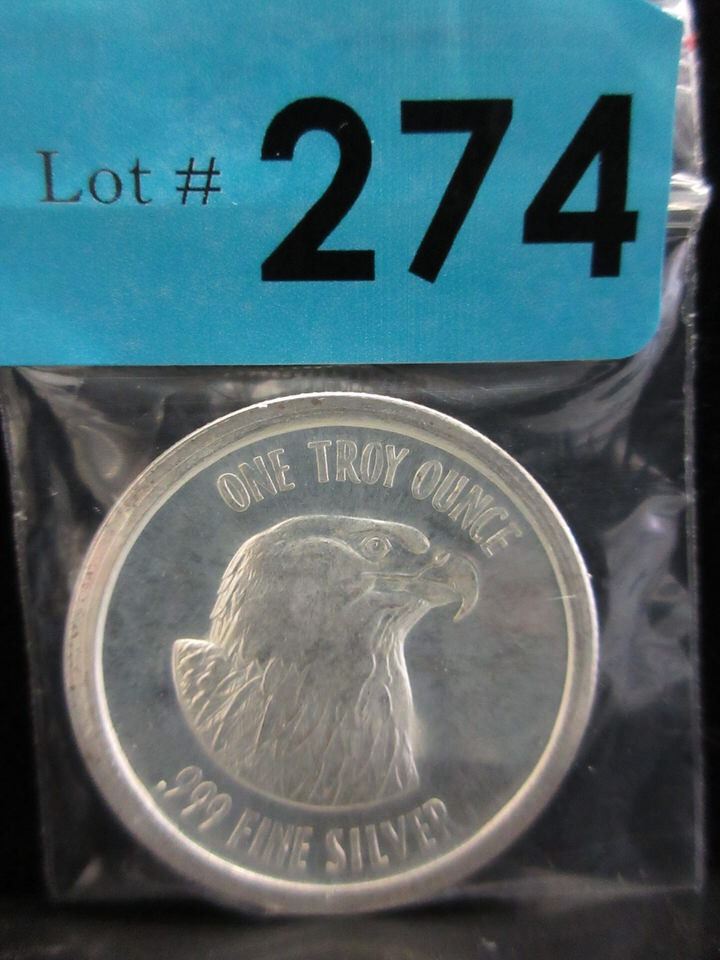 Lot # 274
ONE TROY OUNCE
.999 FINE SILVER